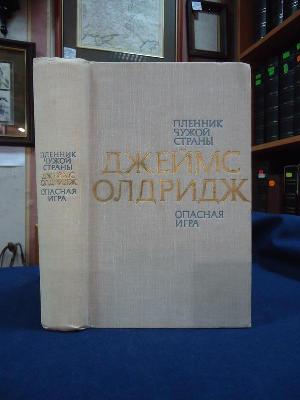 ПЛЕННИК
ЧУЖОЙ
СТРАНЫ
ДЖЕЙМС
ОЛДРИДЖ
ОПАСНАЯ
ИГРА
ПЛЕННИК
ЧУЖОЙ
СТРАНЫ
ДЖЕЙМС
ОЛДРИДЖ
ОПАСНАЯ
ИГРА